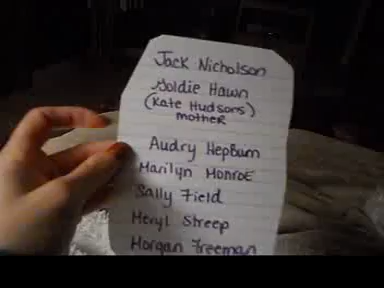 Jack Nicholson
Goldie Hawn
(Kate Hudsons)
mother
Audry Hepburn
Marilyn Monroe
Sally Field
Meryl Streep
Morgan Freeman